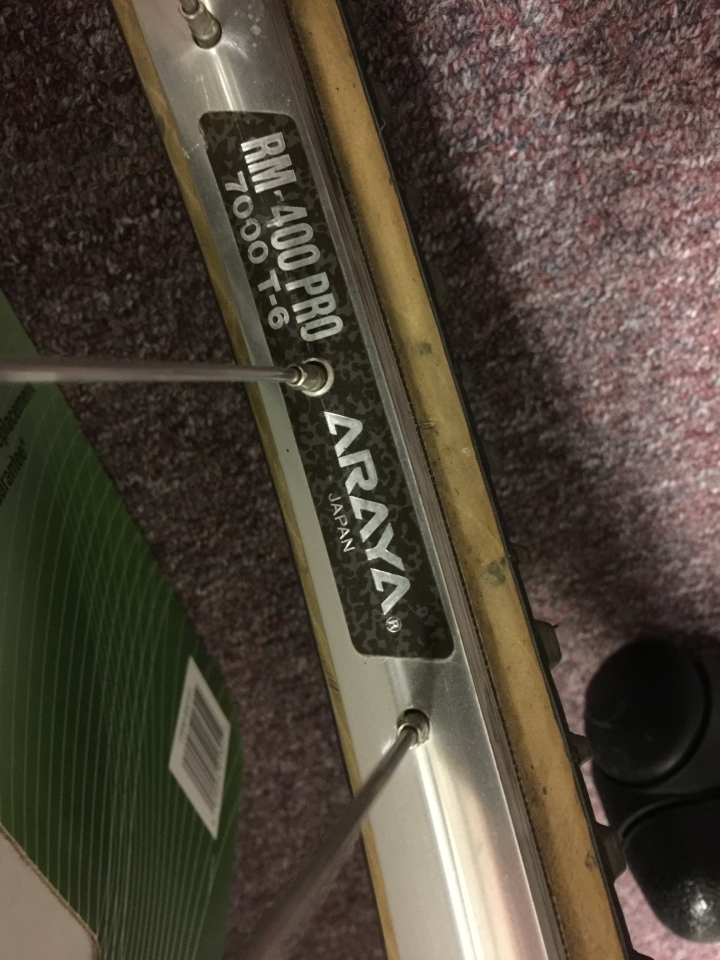 RM-400 PRO
7000 T-6
ARAYA®
JAPAN